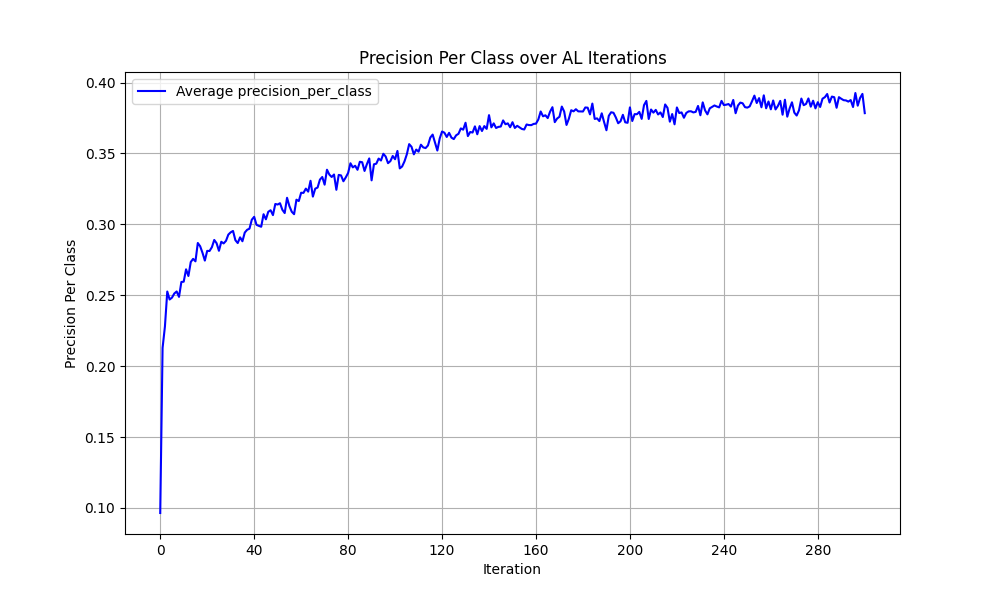 Precision Per Class over AL Iterations
Average precision_per_class
Precision Per Class
0.40
0.35
0.30
0.25
0.20
0.15
0.10
0 40 80 120 160 200 240 280
Iteration